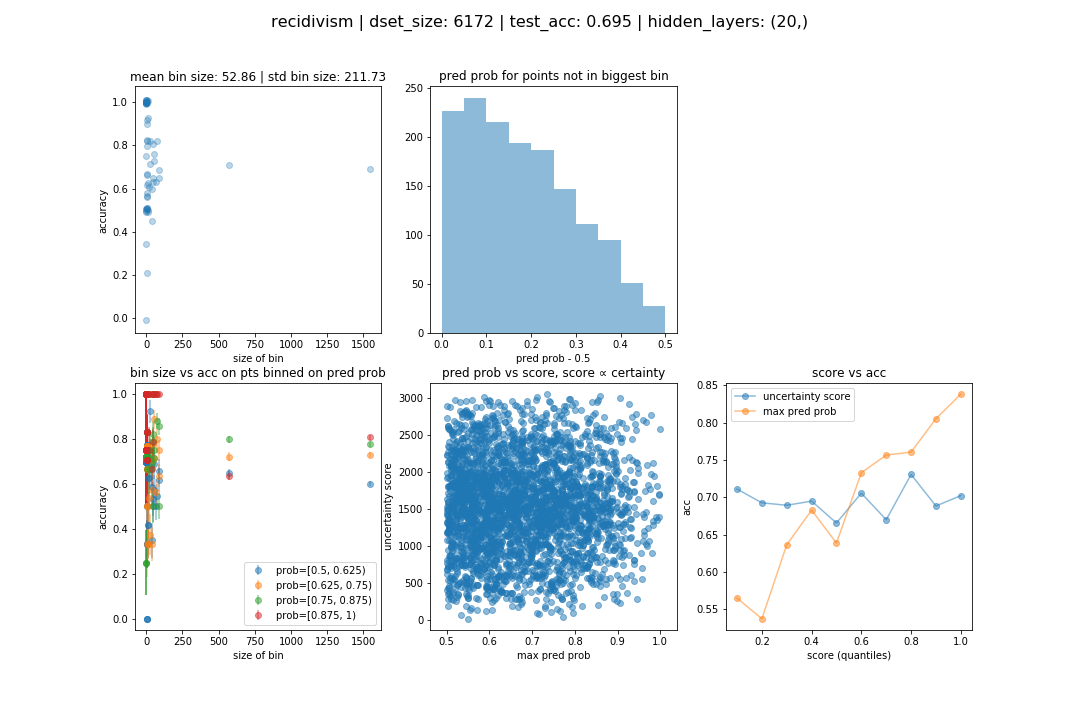 recidivism | dset_size: 6172 | test_acc: 0.695 | hidden_layers: (20,)
mean bin size: 52.86 | std bin size: 211.73
1.0
0.8
0.6
0.4
0.2
0.0
accuracy
0 250 500 750 1000 1250 1500
size of bin
pred prob for points not in biggest bin
250
200
150
100
50
0
0.0 0.1 0.2 0.3 0.4 0.5
pred prob - 0.5
bin size vs acc on pts binned on pred prob
1.0
0.8
0.6
0.4
0.2
0.0
accuracy
prob=[0.5, 0.625)
prob=[0.625, 0.75)
prob=[0.75, 0.875)
prob=[0.875, 1)
0 250 500 750 1000 1250 1500
size of bin
pred prob vs score, score ∝ certainty
3000
2500
2000
1500
1000
500
0
uncertainty score
0.5 0.6 0.7 0.8 0.9 1.0
max pred prob
score vs acc
0.85
0.80
0.75
0.70
0.65
0.60
0.55
acc
uncertainty score
max pred prob
0.2 0.4 0.6 0.8 1.0
score (quantiles)